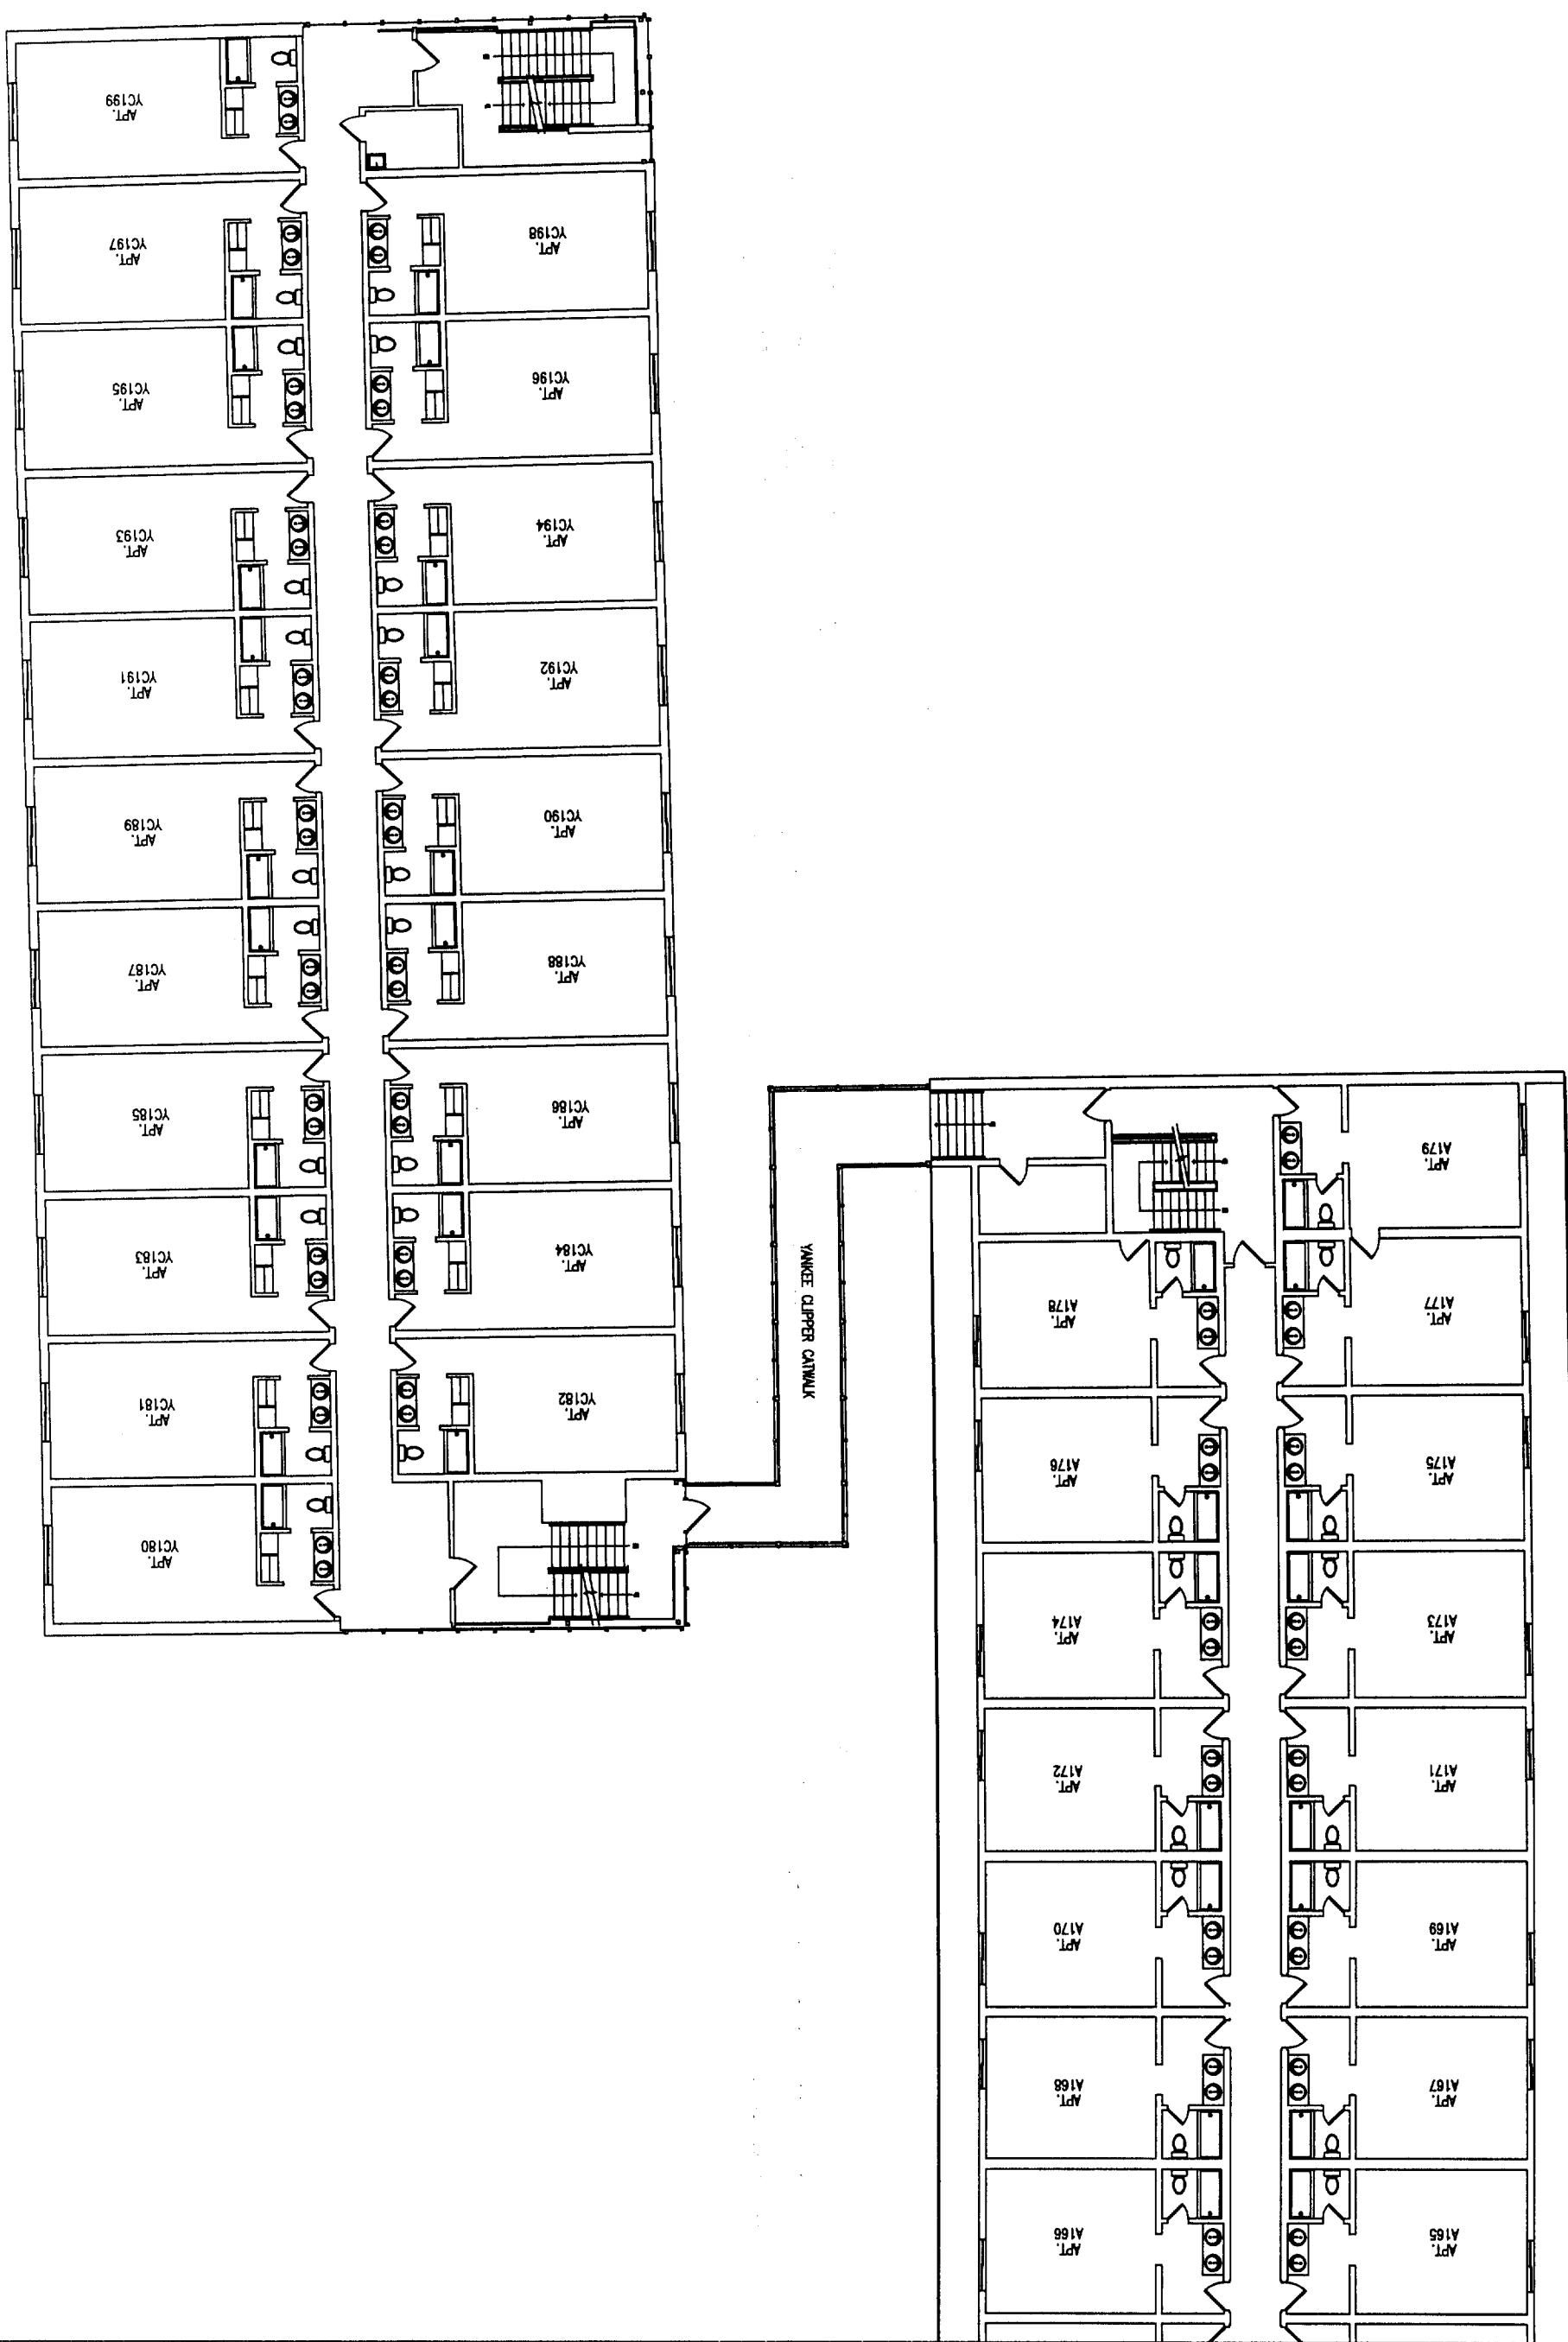 APT.
A165
APT.
A166
APT.
A167
APT.
A168
APT.
A169
APT.
A170
APT.
A171
APT.
A172
APT.
A173
APT.
A174
APT.
A175
APT.
A176
APT.
A177
APT.
A178
APT.
A179
YANKEE CLIPPER CATWALK
APT.
YC180
APT.
YC182
APT.
YC181
APT.
YC184
APT.
YC183
APT.
YC186
APT.
YC185
APT.
YC188
APT.
YC187
APT.
YC190
APT.
YC189
APT.
YC192
APT.
YC191
APT.
YC194
APT.
YC193
APT.
YC196
APT.
YC195
APT.
YC198
APT.
YC197
APT.
YC199